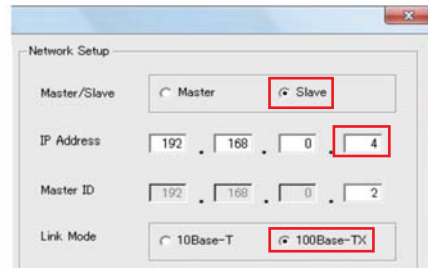 Network Setup
Master/Slave Master Slave
IP Address 192 . 168 . 0 . 4
Master ID 192 . 168 . 0 . 2
Link Mode 10Base-T 100Base-TX